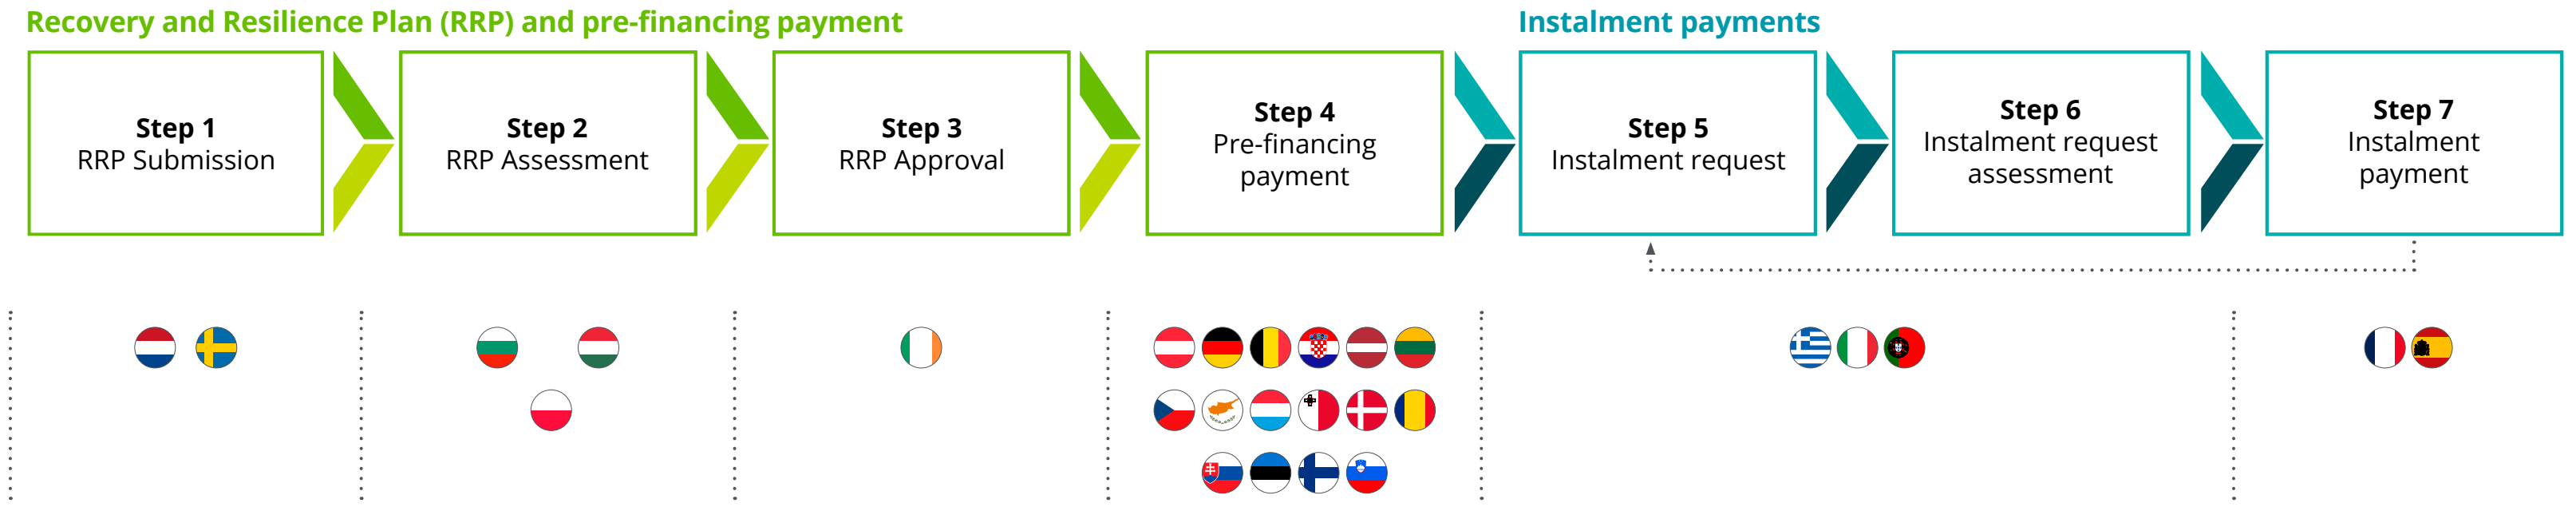 Recovery and Resilience Plan (RRP) and pre-financing payment
Instalment payments
Step 1
RRP Submission
Step 2
RRP Assessment
Step 3
RRP Approval
Step 4
Pre-financing
payment
Step 5
Instalment request
Step 6
Instalment request
assessment
Step 7
Instalment
payment